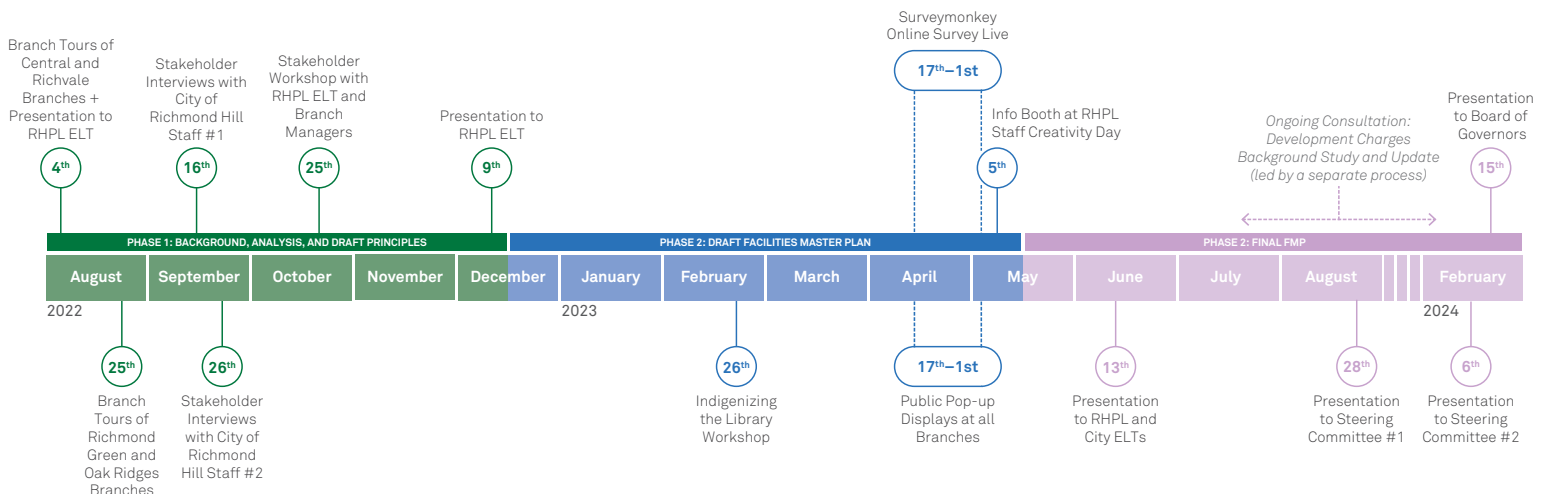 Surveymonkey
Online Survey Live
17th–1st
Branch Tours of
Central and
Richvale
Branches +
Presentation to
RHPL ELT
4th
Stakeholder
Interviews with
City of
Richmond Hill
Staff #1
16th
Stakeholder
Workshop with
RHPL ELT and
Branch
Managers
25th
Presentation to
RHPL ELT
9th
Info Booth at RHPL
Staff Creativity Day
5th
Ongoing Consultation:
Development Charges
Background Study and Update
(led by a separate process)
Presentation
to Board of
Governors
15th
PHASE 1: BACKGROUND, ANALYSIS, AND DRAFT PRINCIPLES
PHASE 2: DRAFT FACILITIES MASTER PLAN
PHASE 2: FINAL FMP
August
September
October
November
December
January
February
March
April
May
June
July
August
February
2022
2023
2024
25th
Branch
Tours of
Richmond
Green and
Oak Ridges
Branches
26th
Stakeholder
Interviews
with City of
Richmond
Hill Staff #2
26th
Indigenizing
the Library
Workshop
17th–1st
Public Pop-up
Displays at all
Branches
13th
Presentation
to RHPL and
City ELTs
28th
Presentation
to Steering
Committee #1
6th
Presentation
to Steering
Committee #2